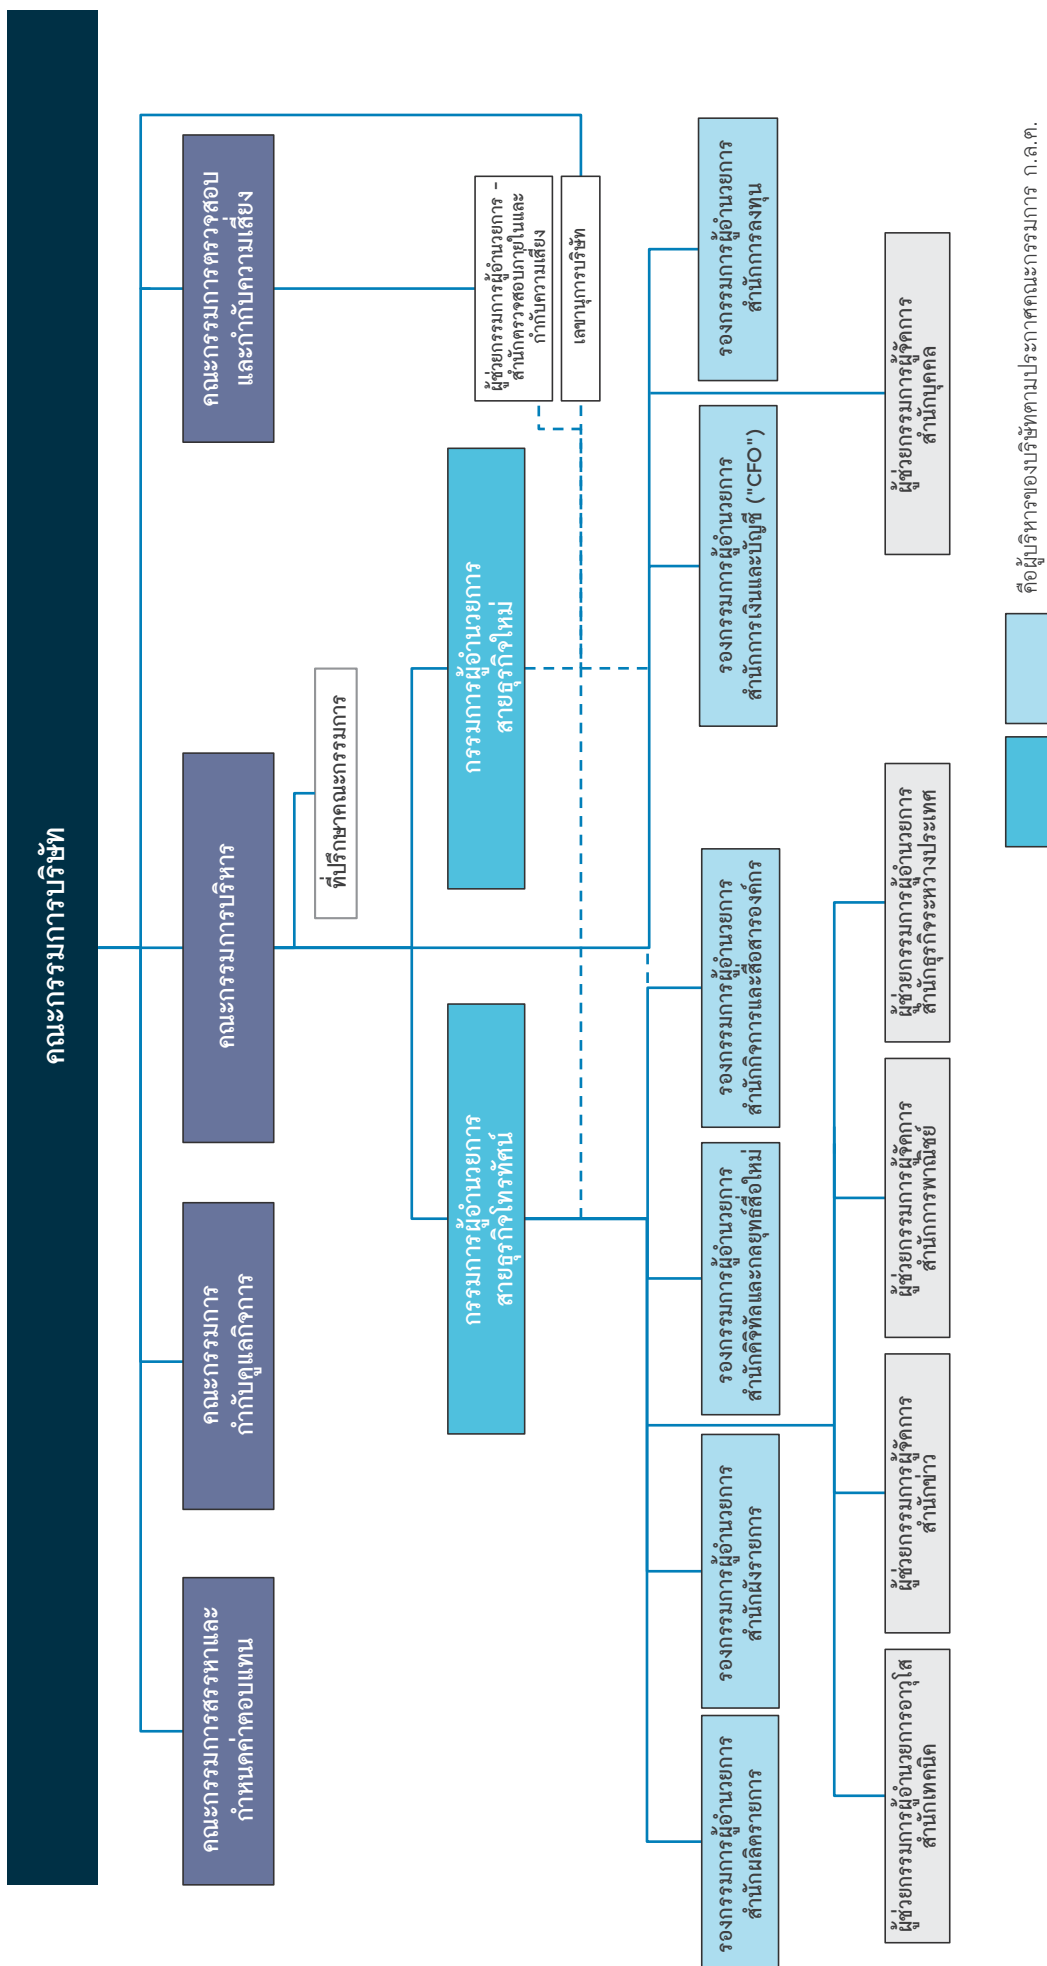 คณะกรรมการบริษัท
คณะกรรมการสรรหาและ
กำหนดค่าตอบแทน
คณะกรรมการ
กำกับดูแลกิจการ
คณะกรรมการบริหาร
คณะกรรมการตรวจสอบ
และกำกับความเสี่ยง
ที่ปรึกษาคณะกรรมการ
ผู้ช่วยกรรมการผู้อำนวยการ -
สำนักตรวจสอบภายในและ
กำกับความเสี่ยง
เลขานุการบริษัท
กรรมการผู้อำนวยการ
สายธุรกิจโทรทัศน์
กรรมการผู้อำนวยการ
สายธุรกิจใหม่
รองกรรมการผู้อำนวยการ
สำนักผลิตรายการ
รองกรรมการผู้อำนวยการ
สำนักผังรายการ
รองกรรมการผู้อำนวยการ
สำนักดิจิทัลและกลยุทธ์สื่อใหม่
รองกรรมการผู้อำนวยการ
สำนักกิจการและสื่อสารองค์กร
รองกรรมการผู้อำนวยการ
สำนักการเงินและบัญชี ("CFO")
รองกรรมการผู้อำนวยการ
สำนักการลงทุน
ผู้ช่วยกรรมการผู้อำนวยการอาวุโส
สำนักเทคนิค
ผู้ช่วยกรรมการผู้จัดการ
สำนักข่าว
ผู้ช่วยกรรมการผู้จัดการ
สำนักการพาณิชย์
ผู้ช่วยกรรมการผู้อำนวยการ
สำนักธุรกิจระหว่างประเทศ
ผู้ช่วยกรรมการผู้จัดการ
สำนักบุคคล
คือผู้บริหารของบริษัทตามประกาศคณะกรรมการ ก.ล.ต.